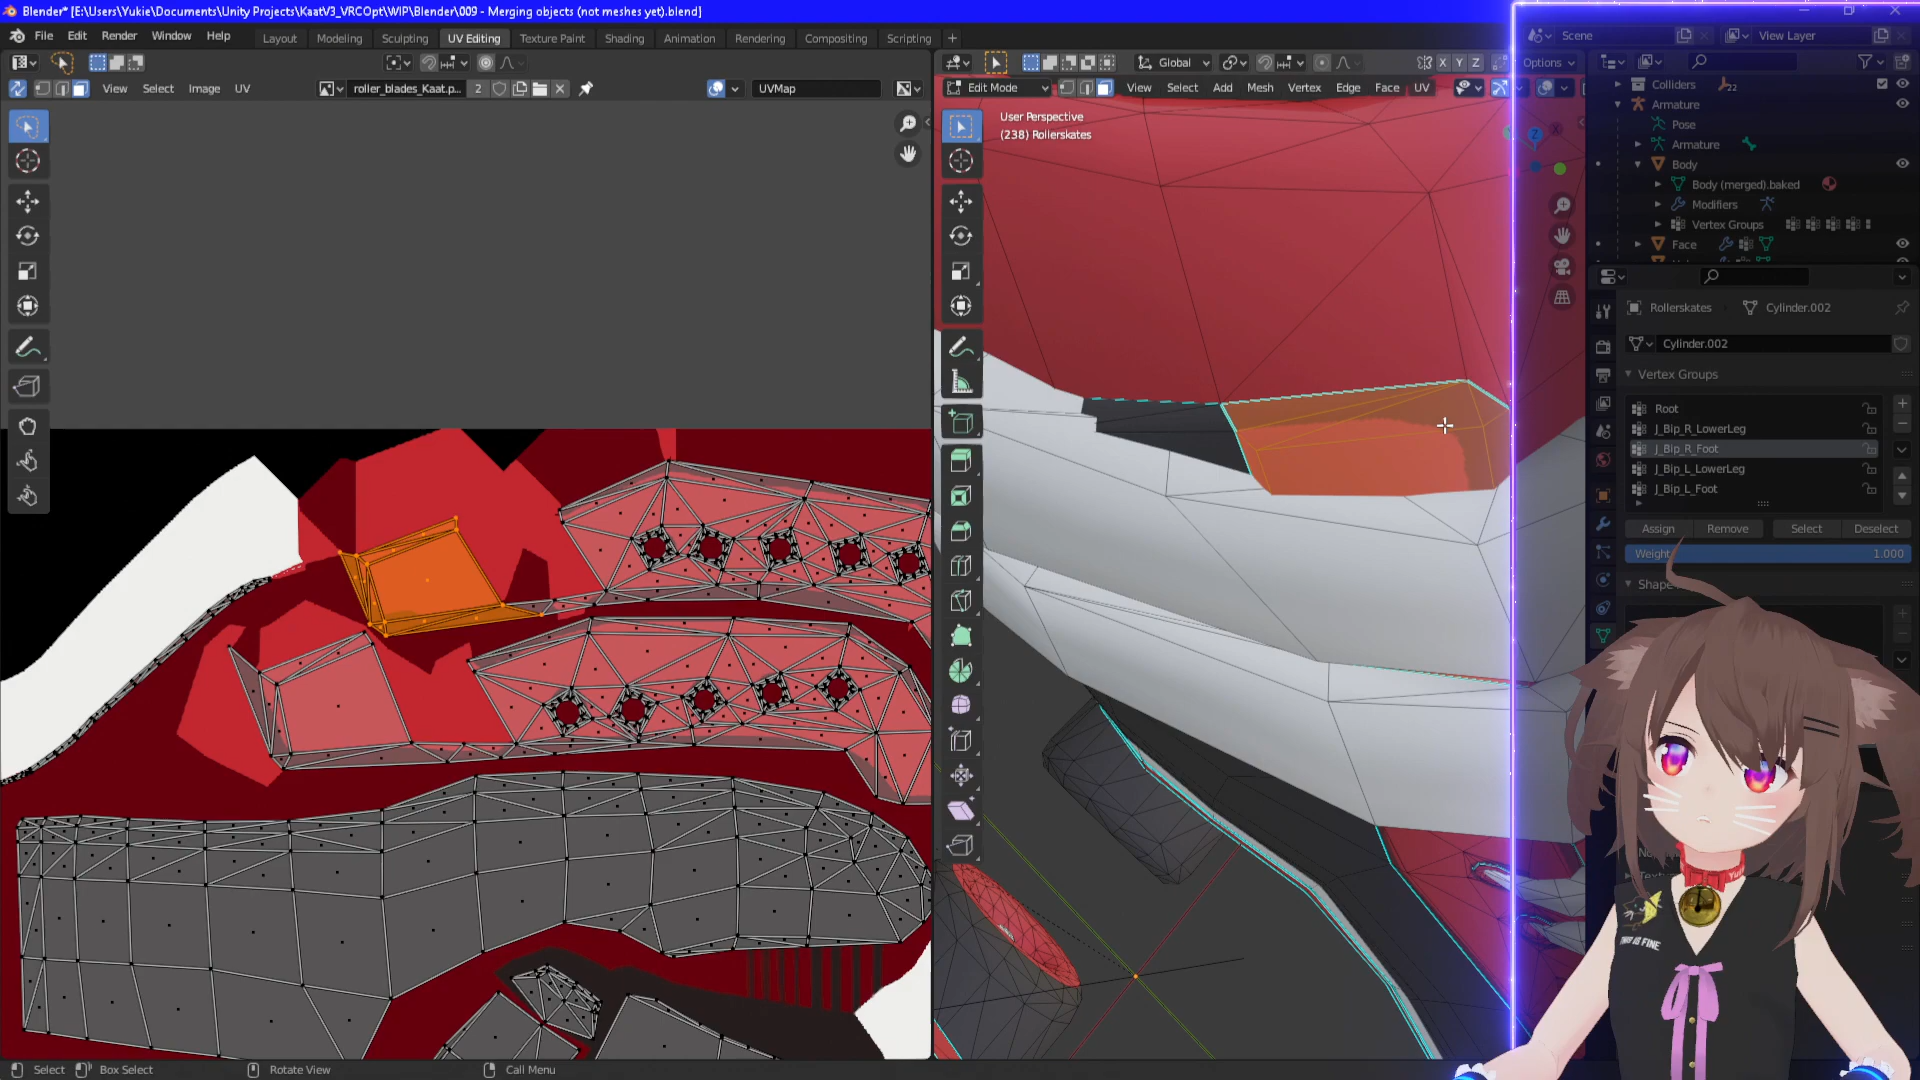 Blender* [E:\Users\Yukie\Documents\Unity Projects\KaatV3_VRCOpt\WIP\Blender\009 - Merging objects (not meshes yet).blend]
File Edit Render Window Help Layout Modeling Sculpting UV Editing Texture Paint Shading Animation Rendering Compositing Scripting +
Scene View Layer
Global X Y Z Options
View Select Image UV roller_blades_Kaat.p... 2 UVMap
Edit Mode View Select Add Mesh Vertex Edge Face UV
User Perspective
(238) Rollerskates
Colliders 22
Armature
Pose
Armature
Body
Body (merged).baked
Modifiers
Vertex Groups
Face
Rollerskates Cylinder.002
Cylinder.002
Vertex Groups
Root
J_Bip_R_LowerLeg
J_Bip_R_Foot
J_Bip_L_LowerLeg
J_Bip_L_Foot
Assign Remove Select Deselect
Weight 1.000
Shape
THIS IS FINE
Select Box Select Rotate View Call Menu